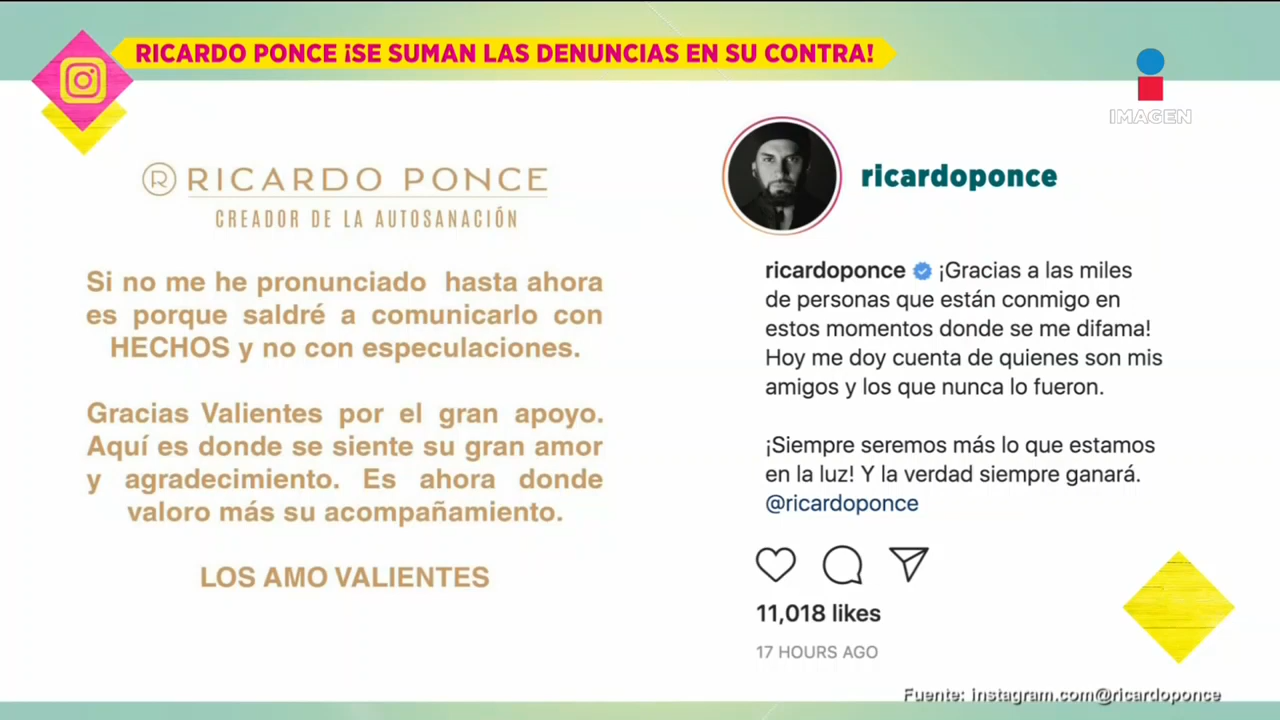 RICARDO PONCE ¡SE SUMAN LAS DENUNCIAS EN SU CONTRA!
IMAGEN
R RICARDO PONCE
CREADOR DE LA AUTOSANACIÓN
Si no me he pronunciado hasta ahora
es porque saldré a comunicarlo con
HECHOS y no con especulaciones.
Gracias Valientes por el gran apoyo.
Aquí es donde se siente su gran amor
y agradecimiento. Es ahora donde
valoro más su acompañamiento.
LOS AMO VALIENTES
ricardoponce
ricardoponce ¡Gracias a las miles
de personas que están conmigo en
estos momentos donde se me difama!
Hoy me doy cuenta de quienes son mis
amigos y los que nunca lo fueron.
¡Siempre seremos más lo que estamos
en la luz! Y la verdad siempre ganará.
@ricardoponce
11,018 likes
17 HOURS AGO
Fuente: instagram.com@ricardoponce